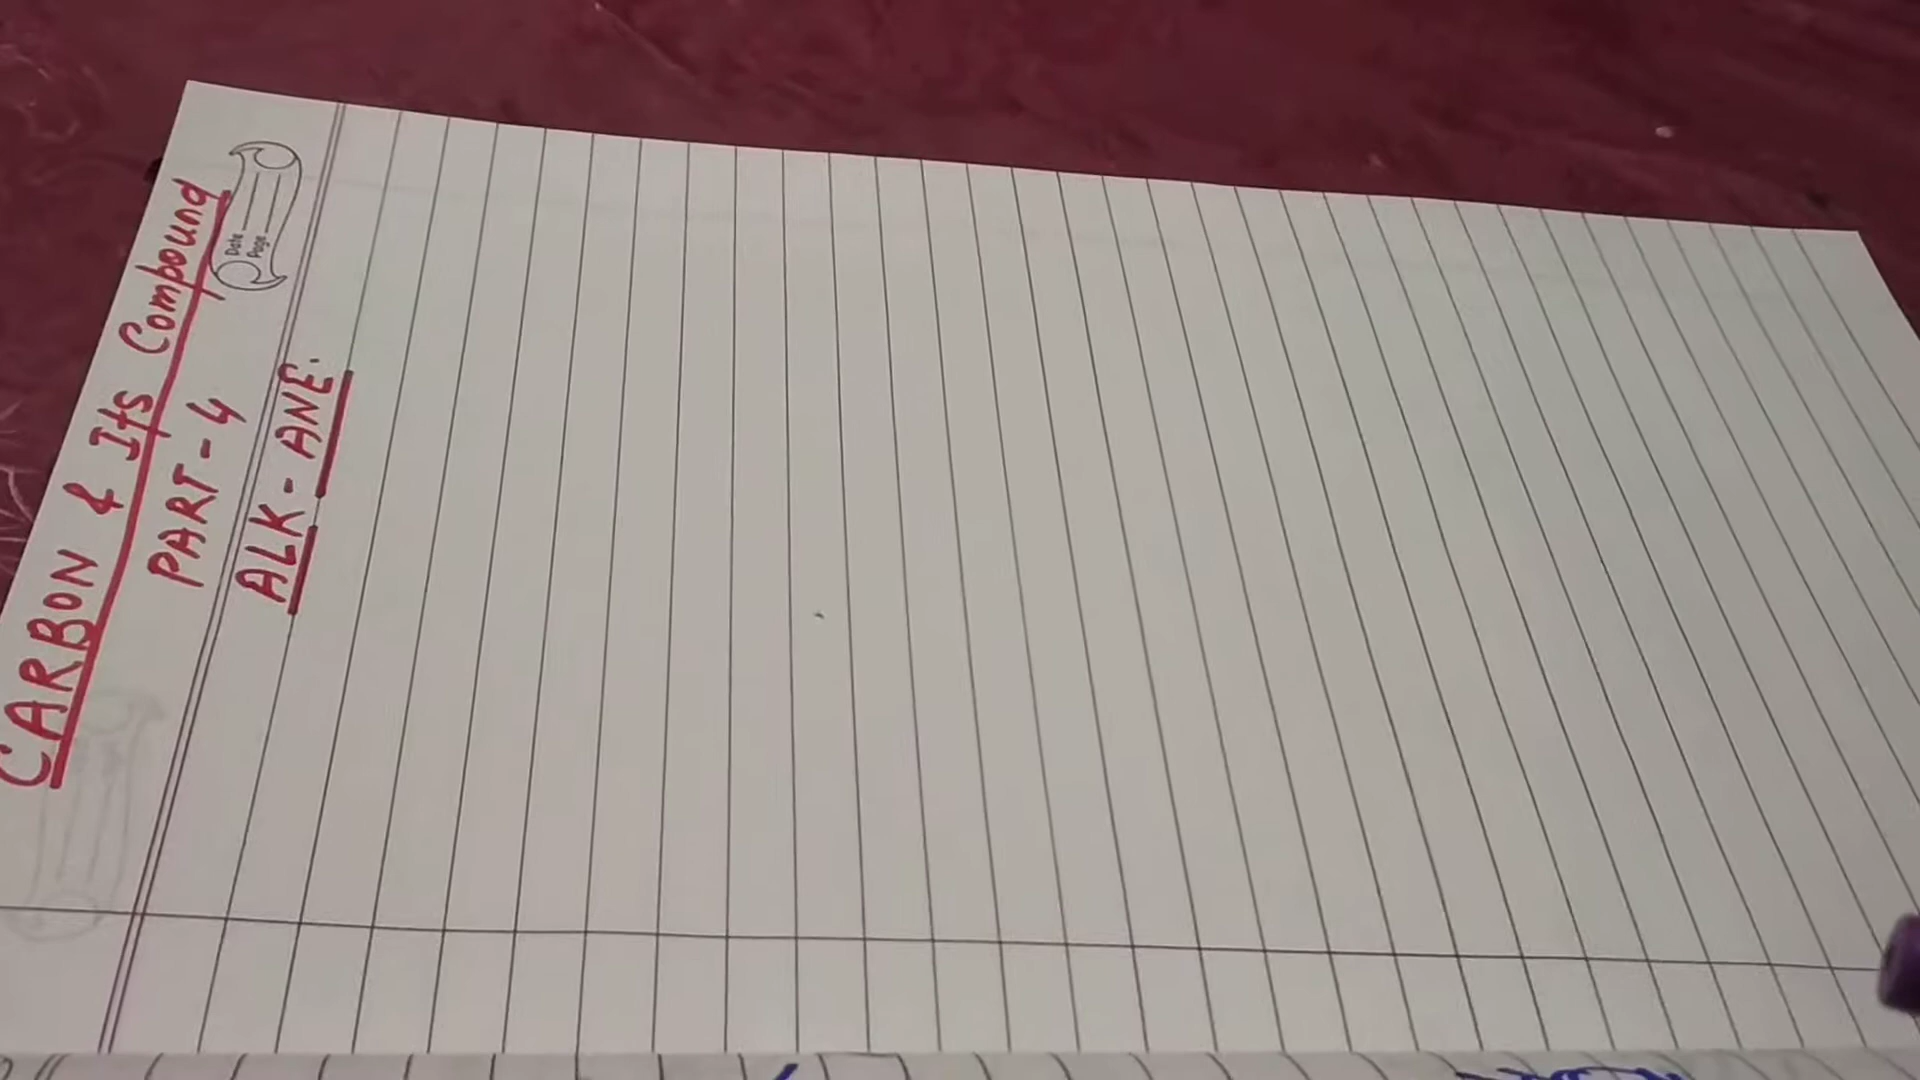 CARBON & Its Compound
PART-4
Date
Page
ALK-ANE.